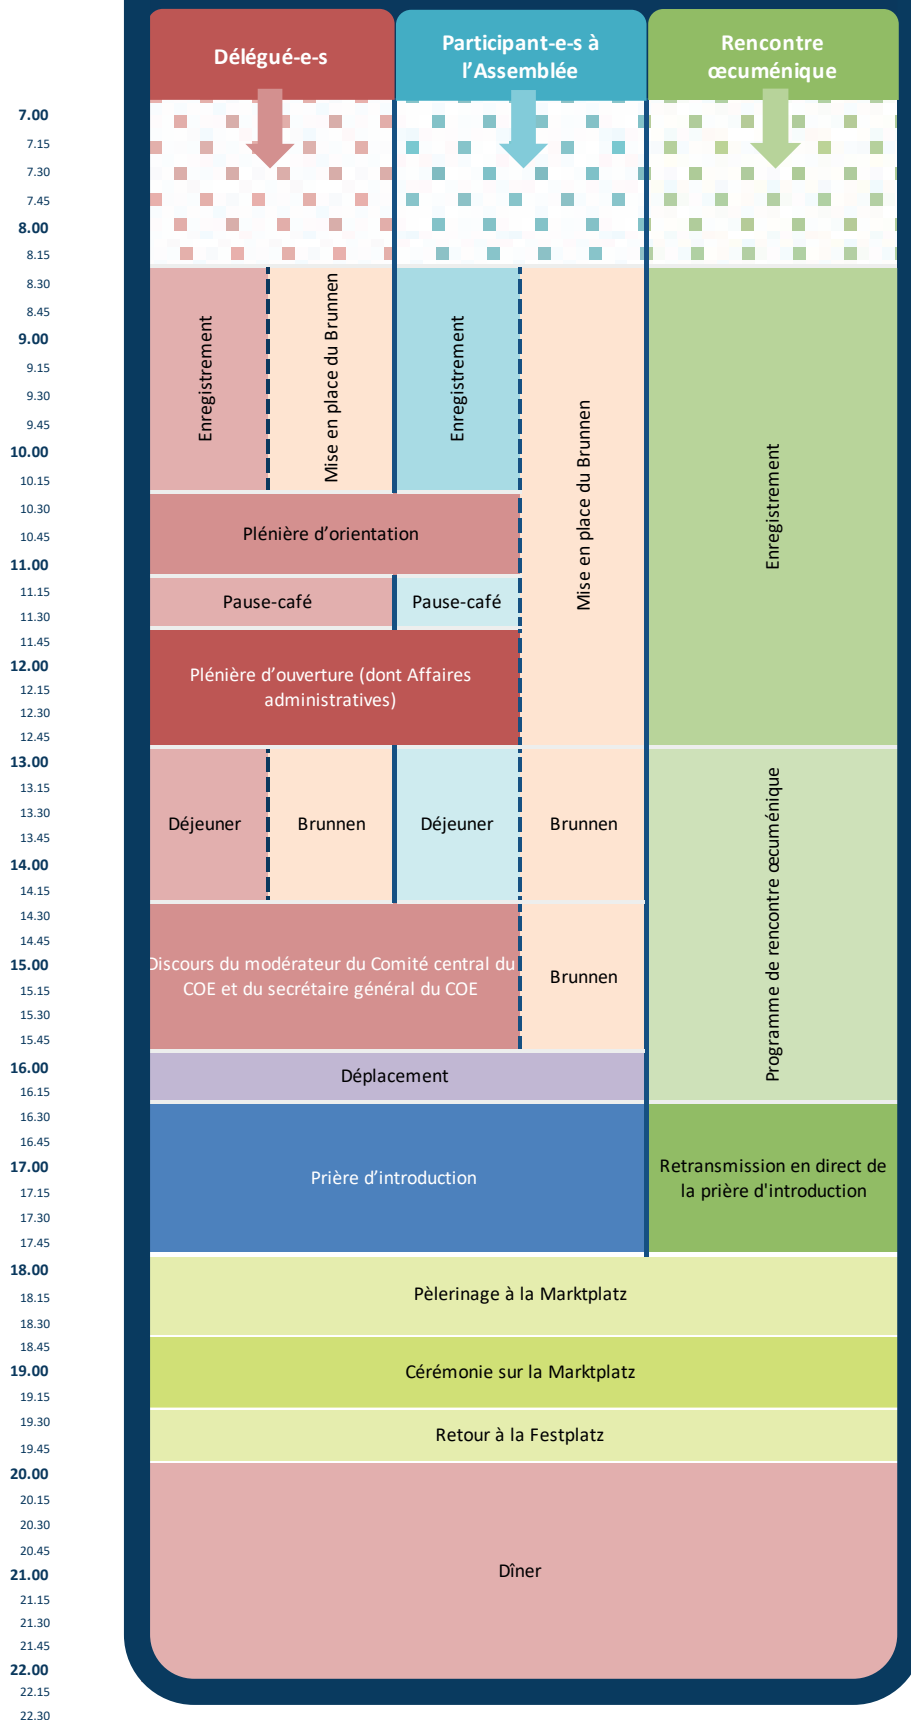 Délégué-e-s
Participant-e-s à
l’Assemblée
Rencontre
œcuménique
7.00
7.15
7.30
7.45
8.00
8.15
8.30
8.45
9.00
9.15
9.30
9.45
10.00
10.15
10.30
10.45
11.00
11.15
11.30
11.45
12.00
12.15
12.30
12.45
13.00
13.15
13.30
13.45
14.00
14.15
14.30
14.45
15.00
15.15
15.30
15.45
16.00
16.15
16.30
16.45
17.00
17.15
17.30
17.45
18.00
18.15
18.30
18.45
19.00
19.15
19.30
19.45
20.00
20.15
20.30
20.45
21.00
21.15
21.30
21.45
22.00
22.15
22.30
Enregistrement
Mise en place du Brunnen
Enregistrement
Mise en place du Brunnen
Enregistrement
Plénière d’orientation
Pause-café
Pause-café
Plénière d’ouverture (dont Affaires
administratives)
Déjeuner
Brunnen
Déjeuner
Brunnen
Programme de rencontre œcuménique
Discours du modérateur du Comité central du
COE et du secrétaire général du COE
Brunnen
Déplacement
Prière d’introduction
Retransmission en direct de
la prière d'introduction
Pèlerinage à la Marktplatz
Cérémonie sur la Marktplatz
Retour à la Festplatz
Dîner